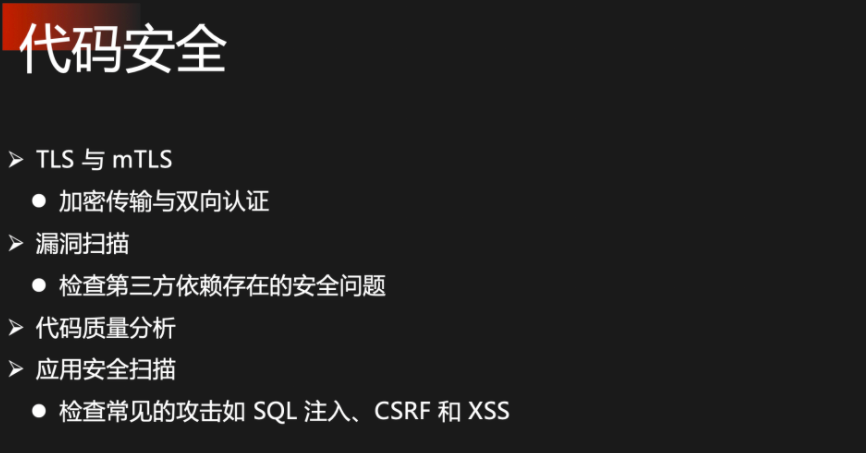 代码安全
➢ TLS 与 mTLS
● 加密传输与双向认证
➢ 漏洞扫描
● 检查第三方依赖存在的安全问题
➢ 代码质量分析
➢ 应用安全扫描
● 检查常见的攻击如 SQL 注入、CSRF 和 XSS